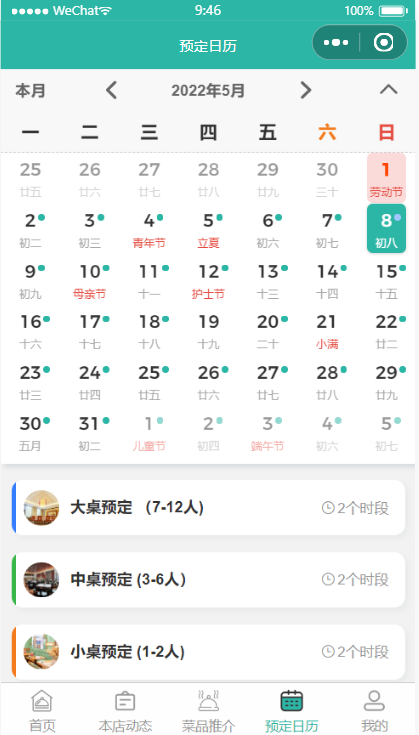 WeChat 9:46 100%
预定日历
本月 2022年5月
一 二 三 四 五 六 日
25 26 27 28 29 30 1
廿五 廿六 廿七 廿八 廿九 三十 劳动节
2 3 4 5 6 7 8
初二 初三 青年节 立夏 初六 初七 初八
9 10 11 12 13 14 15
初九 母亲节 十一 护士节 十三 十四 十五
16 17 18 19 20 21 22
十六 十七 十八 十九 二十 小满 廿二
23 24 25 26 27 28 29
廿三 廿四 廿五 廿六 廿七 廿八 廿九
30 31 1 2 3 4 5
五月 初二 儿童节 初四 端午节 初六 初七
大桌预定 （7-12人) 2个时段
中桌预定 (3-6人） 2个时段
小桌预定 (1-2人) 2个时段
首页 本店动态 菜品推介 预定日历 我的